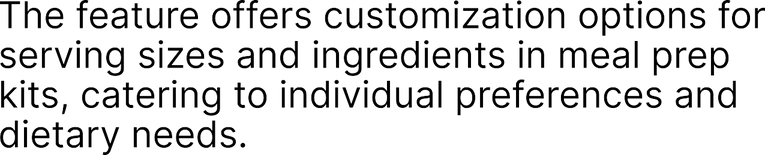 The feature offers customization options for
serving sizes and ingredients in meal prep
kits, catering to individual preferences and
dietary needs.